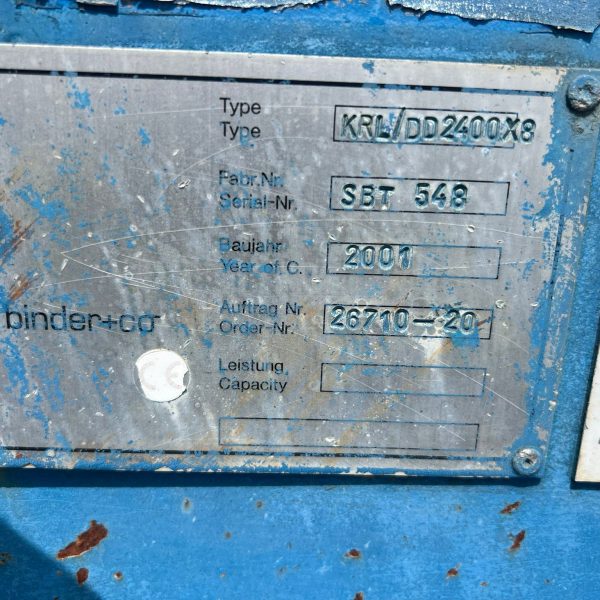 Type
Type KRL/DD2400X8
Fabr.Nr.
Serial-Nr. SBT 548
Baujahr
Year of C. 2001
binder+co
Auftrag Nr.
Order-Nr. 26710-20
CE
Leistung
Capacity